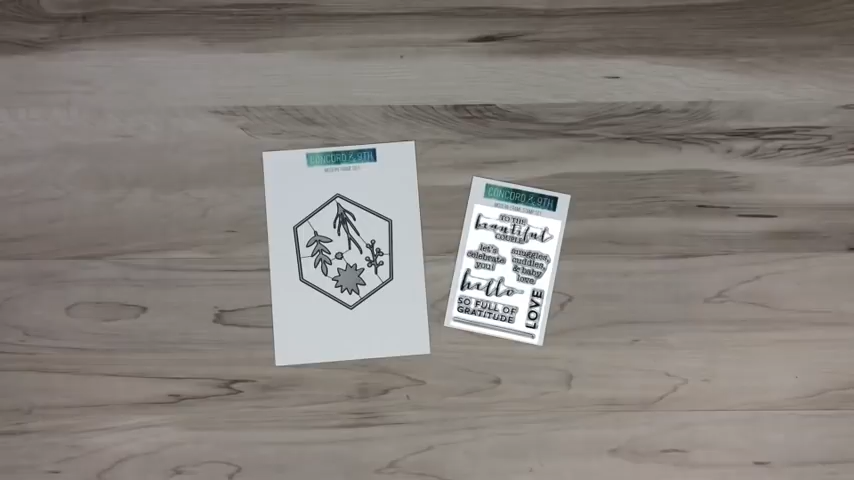 CONCORD & 9TH
CONCORD & 9TH
TO THE
beautiful
COUPLE
let's
celebrate
you!
snuggles,
cuddles,
& baby
love
hello
LOVE
SO FULL OF
GRATITUDE